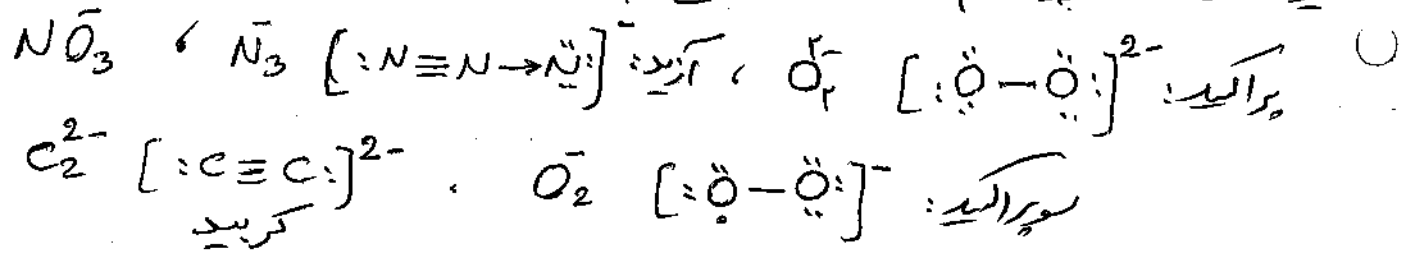 پراکسید: [:Ö—Ö:]²⁻ O₂²⁻ ، آزید: [:N≡N→N̈:]⁻ N₃⁻ ، NO₃⁻
سوپراکسید: [:Ȯ—Ö:]⁻ O₂⁻ ، [:C≡C:]²⁻ C₂²⁻
کربید